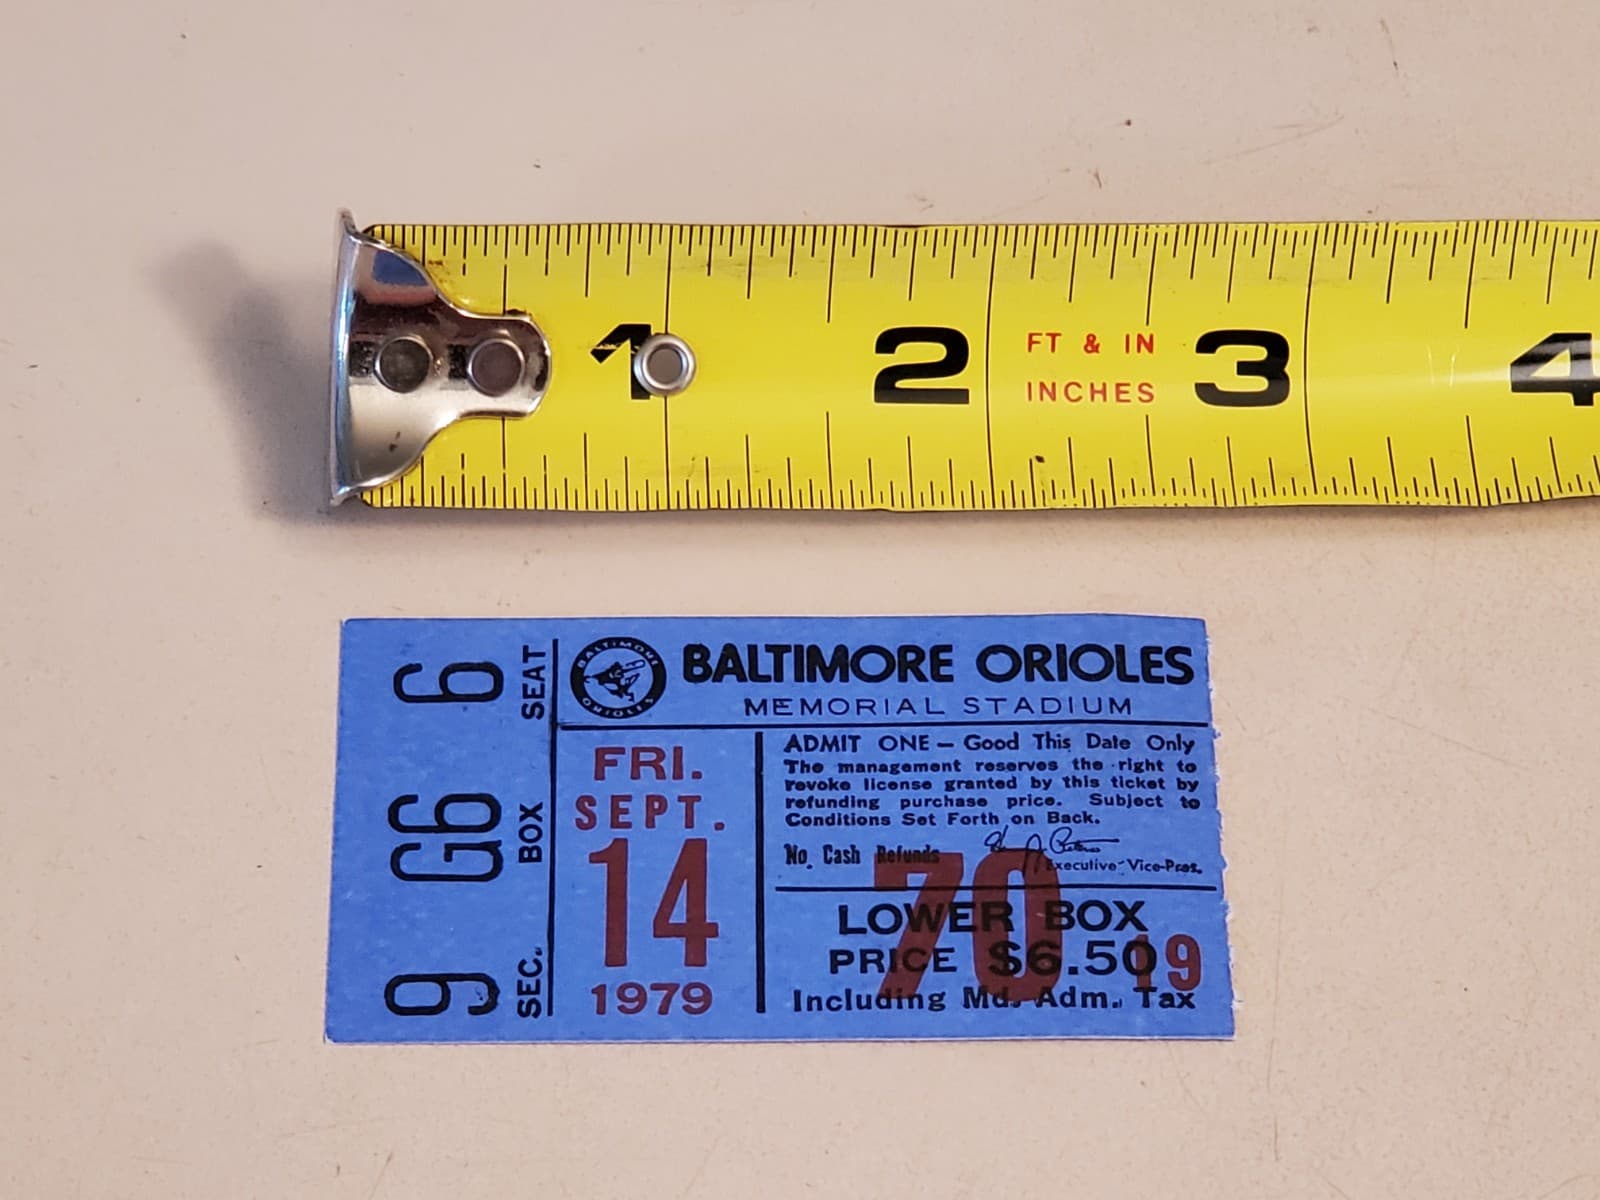 1 2 3 4
FT & IN
INCHES
6 SEAT
G6 BOX
9 SEC.
BALTIMORE
ORIOLES
BALTIMORE ORIOLES
MEMORIAL STADIUM
FRI.
SEPT.
14
1979
ADMIT ONE — Good This Date Only
The management reserves the right to
revoke license granted by this ticket by
refunding purchase price. Subject to
Conditions Set Forth on Back.
No Cash Refunds
Executive Vice-Pres.
70
LOWER BOX
PRICE $6.50
19
Including Md. Adm. Tax